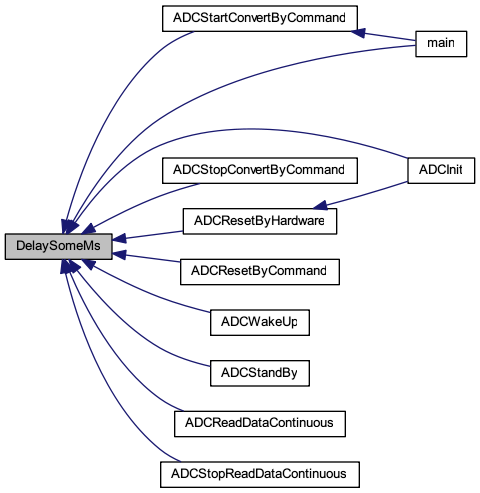 ADCStartConvertByCommand
main
ADCStopConvertByCommand
ADCInit
ADCResetByHardware
DelaySomeMs
ADCResetByCommand
ADCWakeUp
ADCStandBy
ADCReadDataContinuous
ADCStopReadDataContinuous